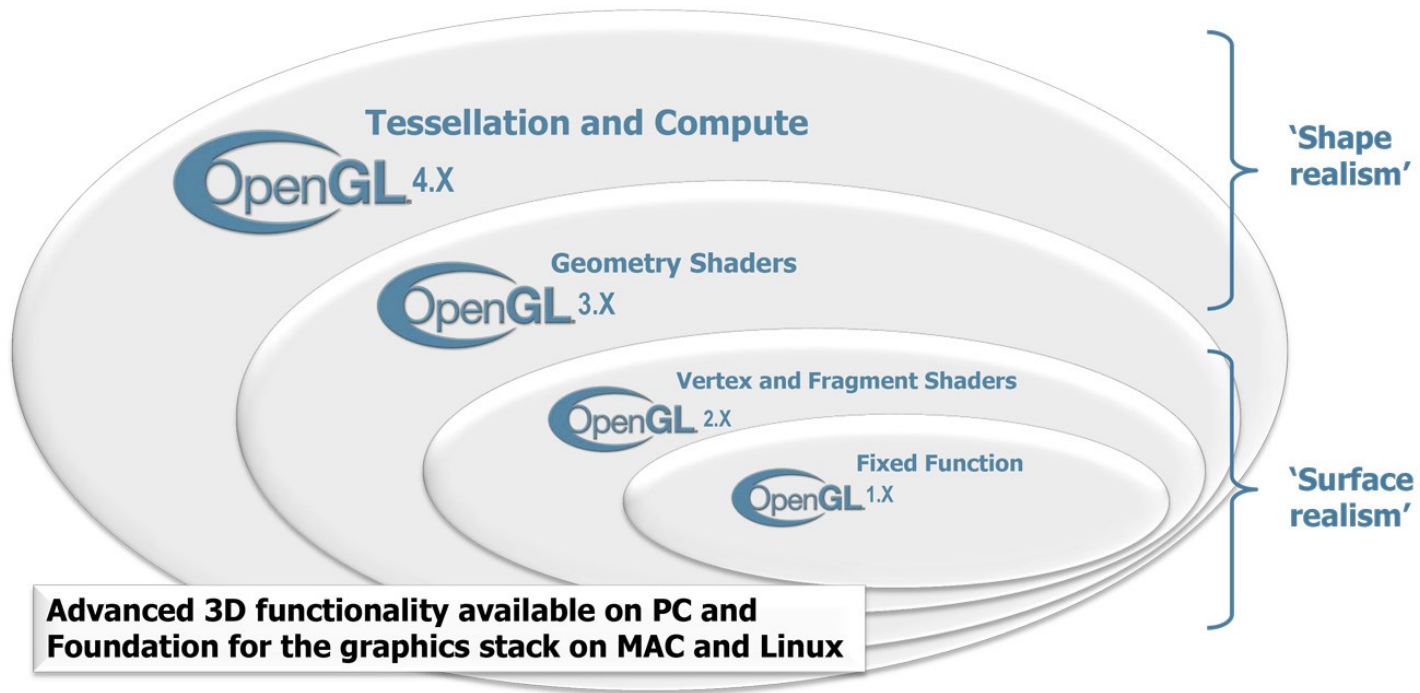 Tessellation and Compute
OpenGL 4.X
'Shape
realism'
Geometry Shaders
OpenGL 3.X
Vertex and Fragment Shaders
OpenGL 2.X
Fixed Function
OpenGL 1.X
'Surface
realism'
Advanced 3D functionality available on PC and
Foundation for the graphics stack on MAC and Linux